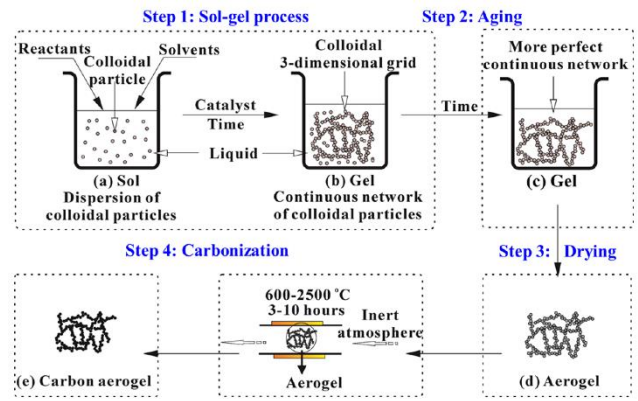 Step 1: Sol-gel process
Step 2: Aging
Reactants
Solvents
Colloidal
particle
Colloidal
3-dimensional grid
More perfect
continuous network
Catalyst
Time
Time
Liquid
(a) Sol
Dispersion of
colloidal particles
(b) Gel
Continuous network
of colloidal particles
(c) Gel
Step 4: Carbonization
Step 3: Drying
600-2500 °C
3-10 hours
Inert
atmosphere
Aerogel
(e) Carbon aerogel
(d) Aerogel